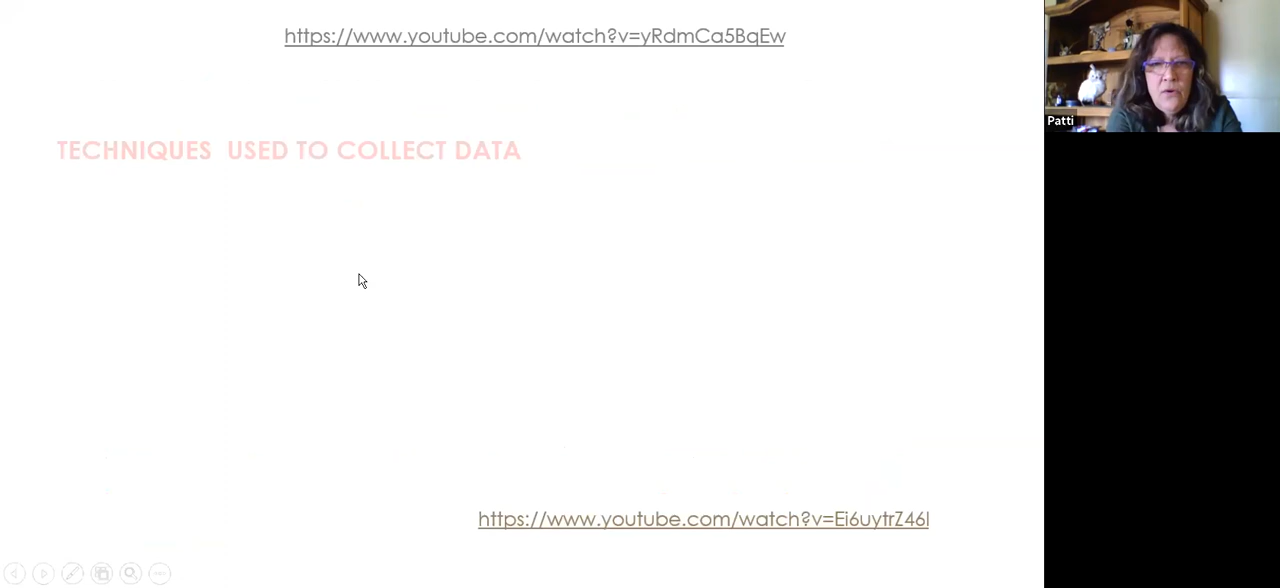 https://www.youtube.com/watch?v=yRdmCa5BqEw
Patti
TECHNIQUES USED TO COLLECT DATA
https://www.youtube.com/watch?v=Ei6uytrZ46I